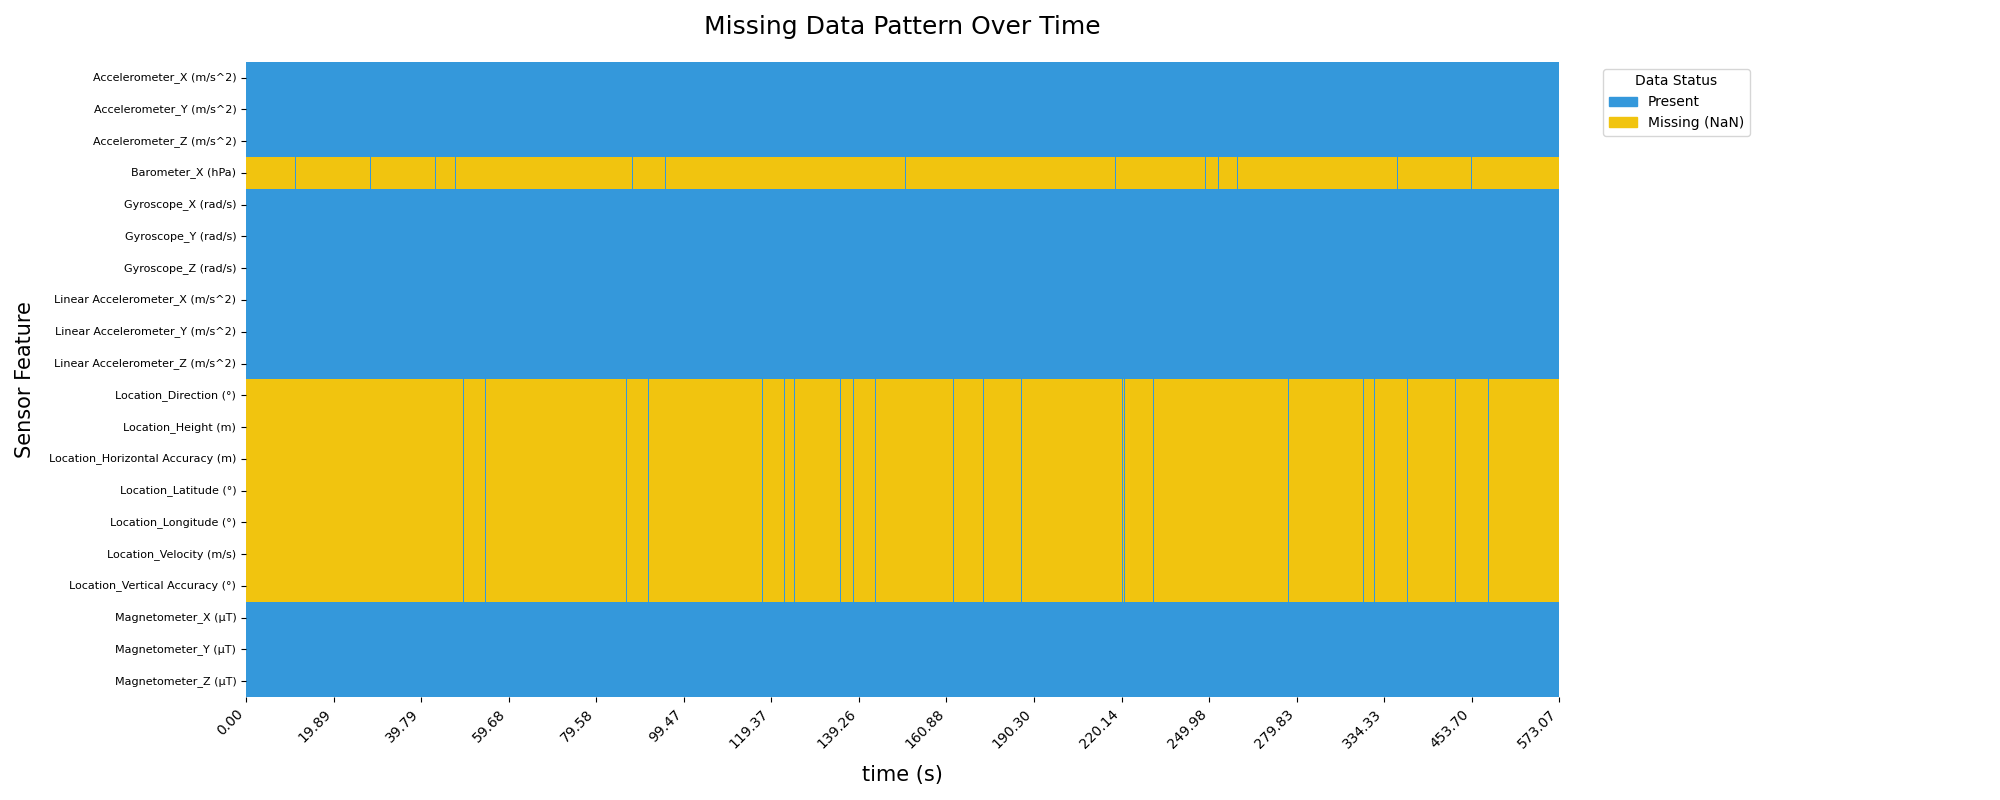 Missing Data Pattern Over Time
Data Status
Present
Missing (NaN)
Sensor Feature
Accelerometer_X (m/s^2)
Accelerometer_Y (m/s^2)
Accelerometer_Z (m/s^2)
Barometer_X (hPa)
Gyroscope_X (rad/s)
Gyroscope_Y (rad/s)
Gyroscope_Z (rad/s)
Linear Accelerometer_X (m/s^2)
Linear Accelerometer_Y (m/s^2)
Linear Accelerometer_Z (m/s^2)
Location_Direction (°)
Location_Height (m)
Location_Horizontal Accuracy (m)
Location_Latitude (°)
Location_Longitude (°)
Location_Velocity (m/s)
Location_Vertical Accuracy (°)
Magnetometer_X (µT)
Magnetometer_Y (µT)
Magnetometer_Z (µT)
0.00
19.89
39.79
59.68
79.58
99.47
119.37
139.26
160.88
190.30
220.14
249.98
279.83
334.33
453.70
573.07
time (s)